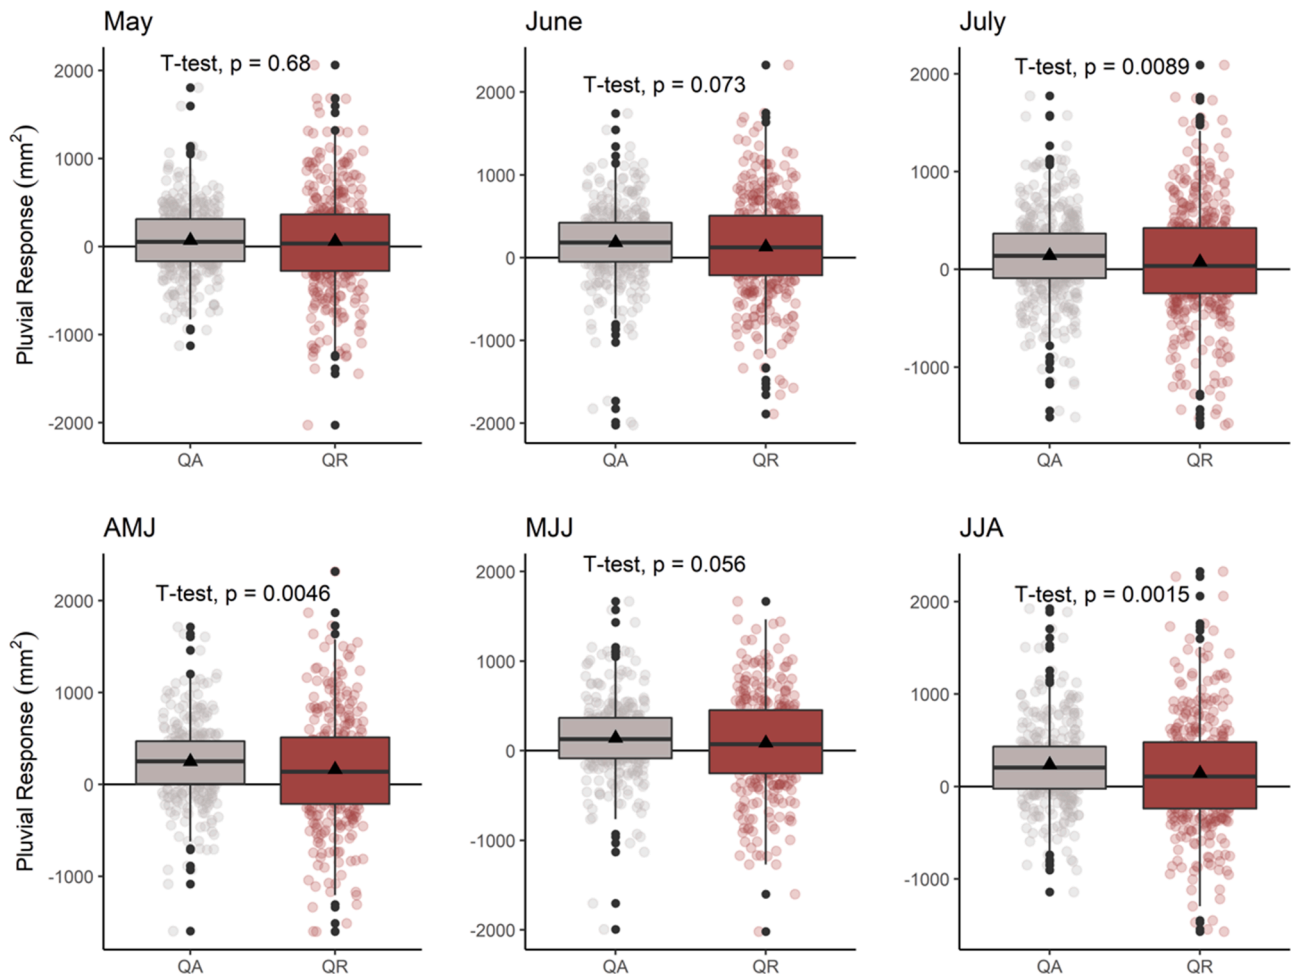 May
June
July
T-test, p = 0.68
T-test, p = 0.073
T-test, p = 0.0089
Pluvial Response (mm²)
2000
1000
0
-1000
-2000
QA
QR
2000
1000
0
-1000
-2000
QA
QR
2000
1000
0
-1000
QA
QR
AMJ
MJJ
JJA
T-test, p = 0.0046
T-test, p = 0.056
T-test, p = 0.0015
Pluvial Response (mm²)
2000
1000
0
-1000
QA
QR
2000
1000
0
-1000
-2000
QA
QR
2000
1000
0
-1000
QA
QR